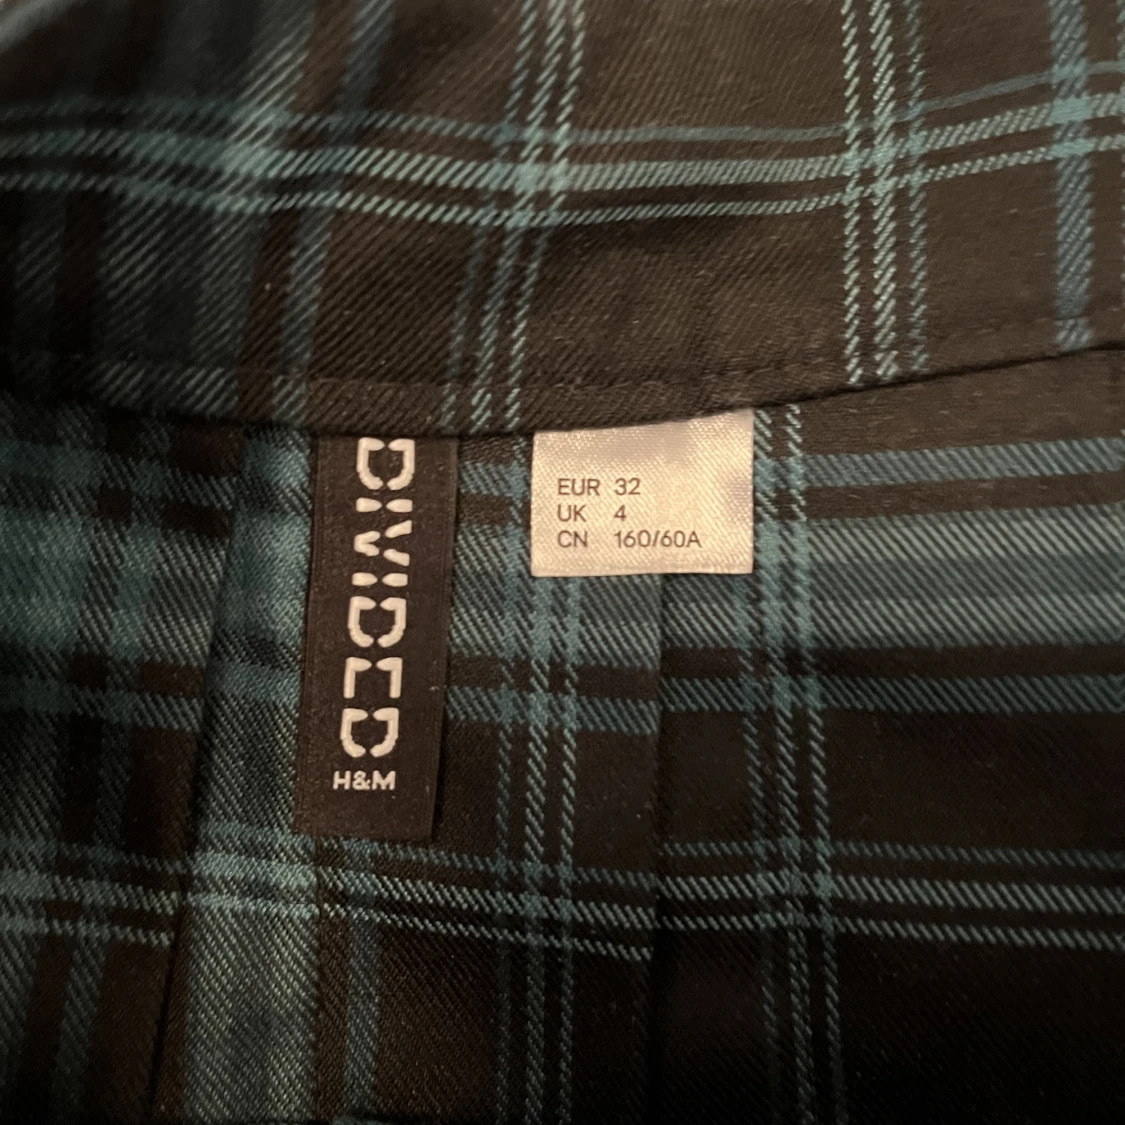 DIVIDED
H&M
EUR 32
UK 4
CN 160/60A